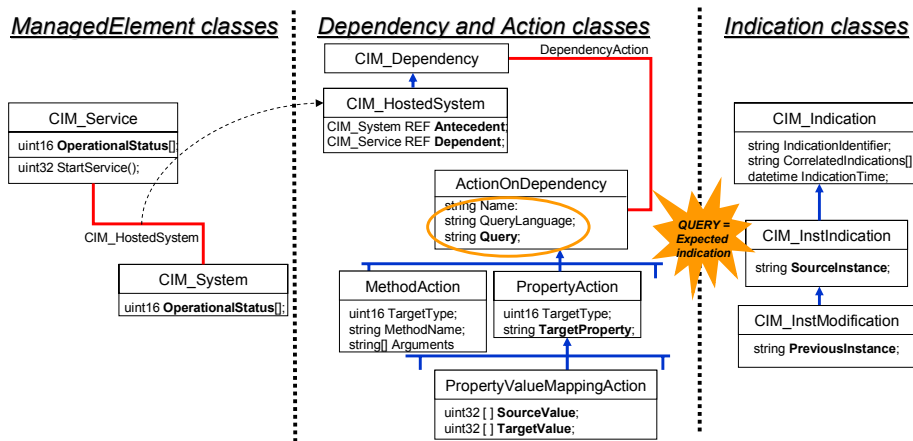 ManagedElement classes
CIM_Service
uint16 OperationalStatus[];
uint32 StartService();
CIM_HostedSystem
CIM_System
uint16 OperationalStatus[];
Dependency and Action classes
DependencyAction
CIM_Dependency
CIM_HostedSystem
CIM_System REF Antecedent;
CIM_Service REF Dependent;
ActionOnDependency
string Name:
string QueryLanguage;
string Query;
MethodAction
uint16 TargetType;
string MethodName;
string[] Arguments
PropertyAction
uint16 TargetType;
string TargetProperty;
PropertyValueMappingAction
uint32 [ ] SourceValue;
uint32 [ ] TargetValue;
Indication classes
QUERY =
Expected
indication
CIM_Indication
string IndicationIdentifier;
string CorrelatedIndications[]
datetime IndicationTime;
CIM_InstIndication
string SourceInstance;
CIM_InstModification
string PreviousInstance;